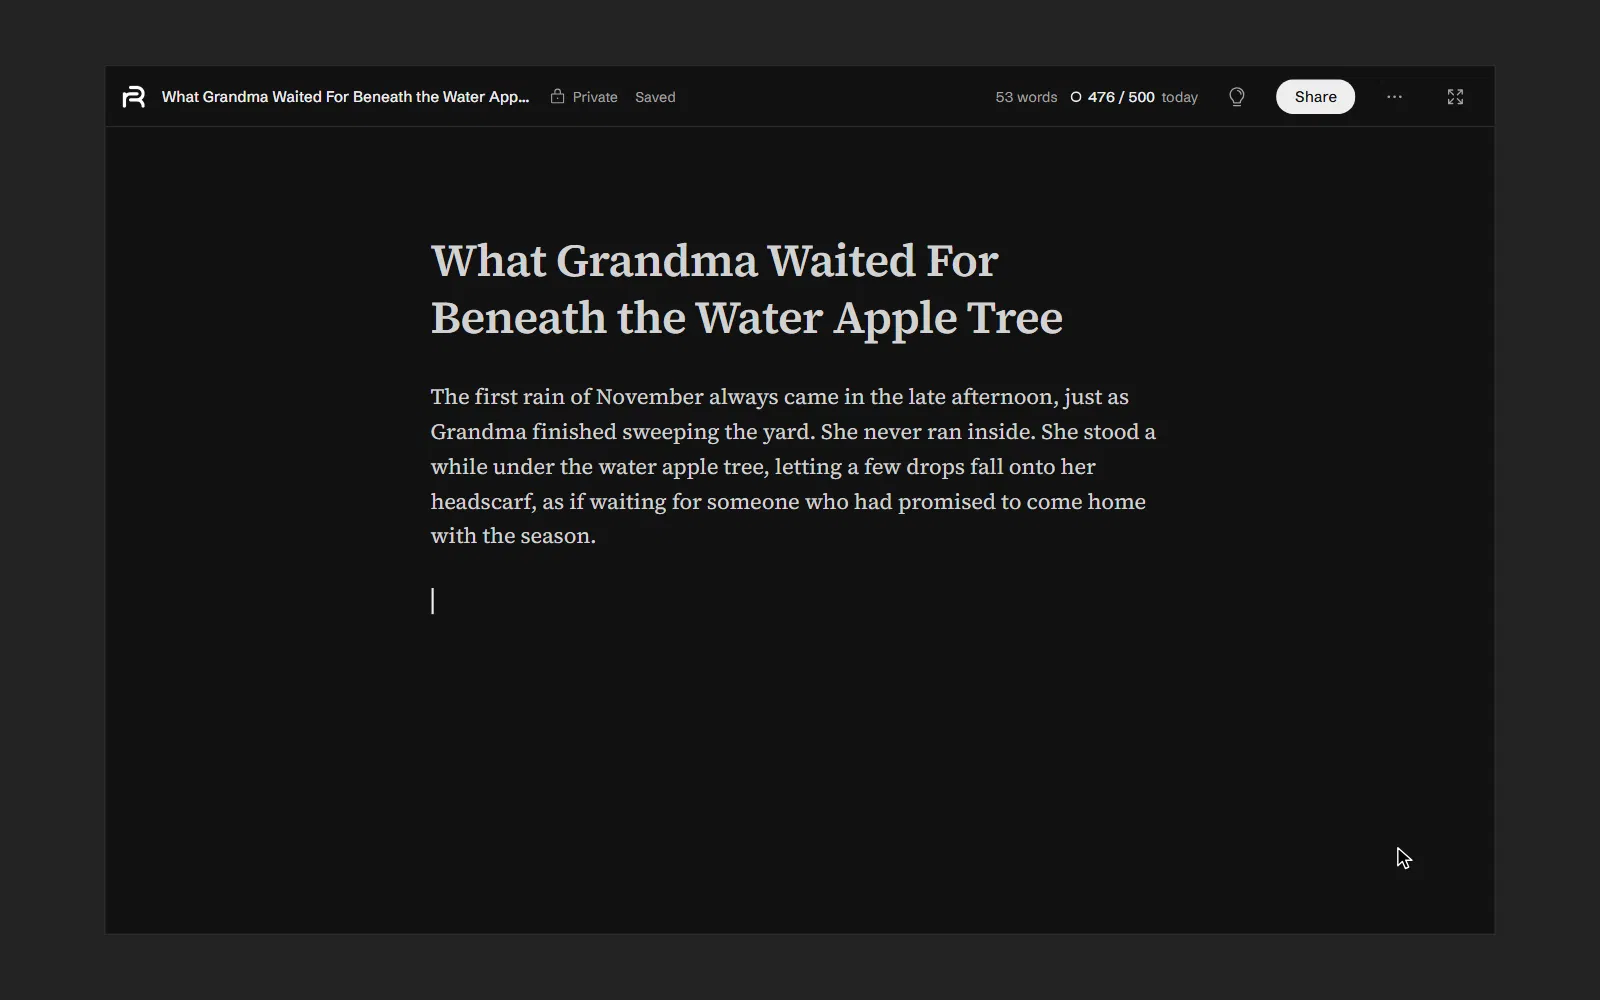 What Grandma Waited For Beneath the Water App...
Private
Saved
53 words
476 / 500 today
Share
What Grandma Waited For
Beneath the Water Apple Tree
The first rain of November always came in the late afternoon, just as
Grandma finished sweeping the yard. She never ran inside. She stood a
while under the water apple tree, letting a few drops fall onto her
headscarf, as if waiting for someone who had promised to come home
with the season.